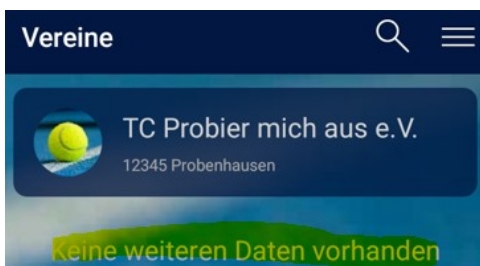 Vereine
TC Probier mich aus e.V.
12345 Probenhausen
Keine weiteren Daten vorhanden